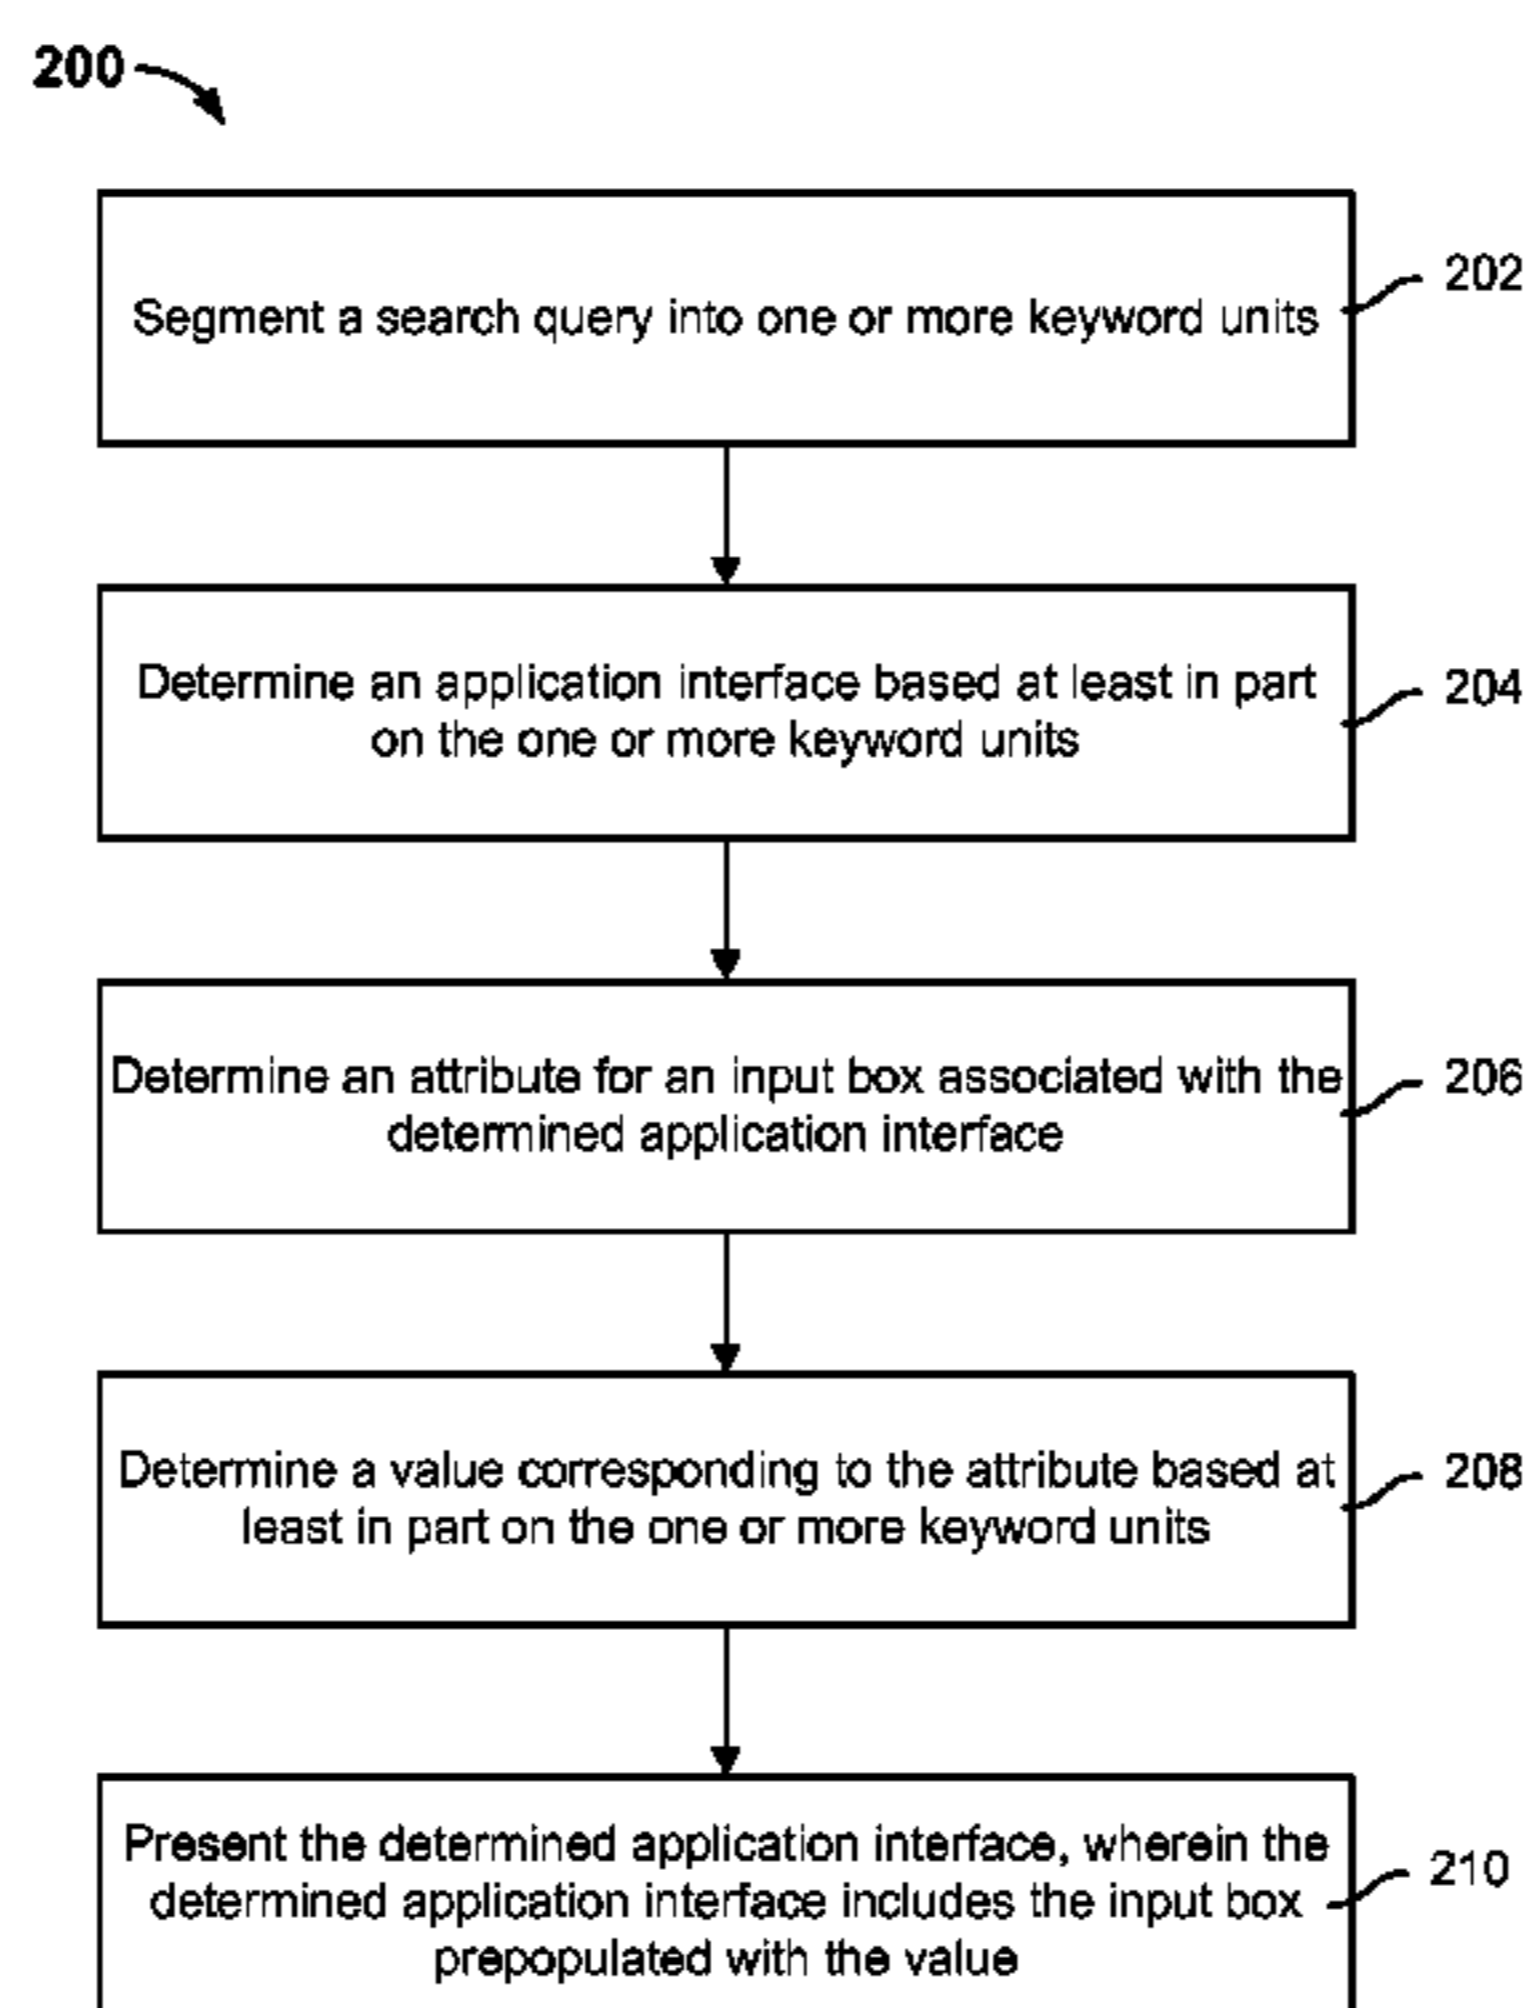 200
Segment a search query into one or more keyword units
202
Determine an application interface based at least in part
on the one or more keyword units
204
Determine an attribute for an input box associated with the
determined application interface
206
Determine a value corresponding to the attribute based at
least in part on the one or more keyword units
208
Present the determined application interface, wherein the
determined application interface includes the input box
prepopulated with the value
210